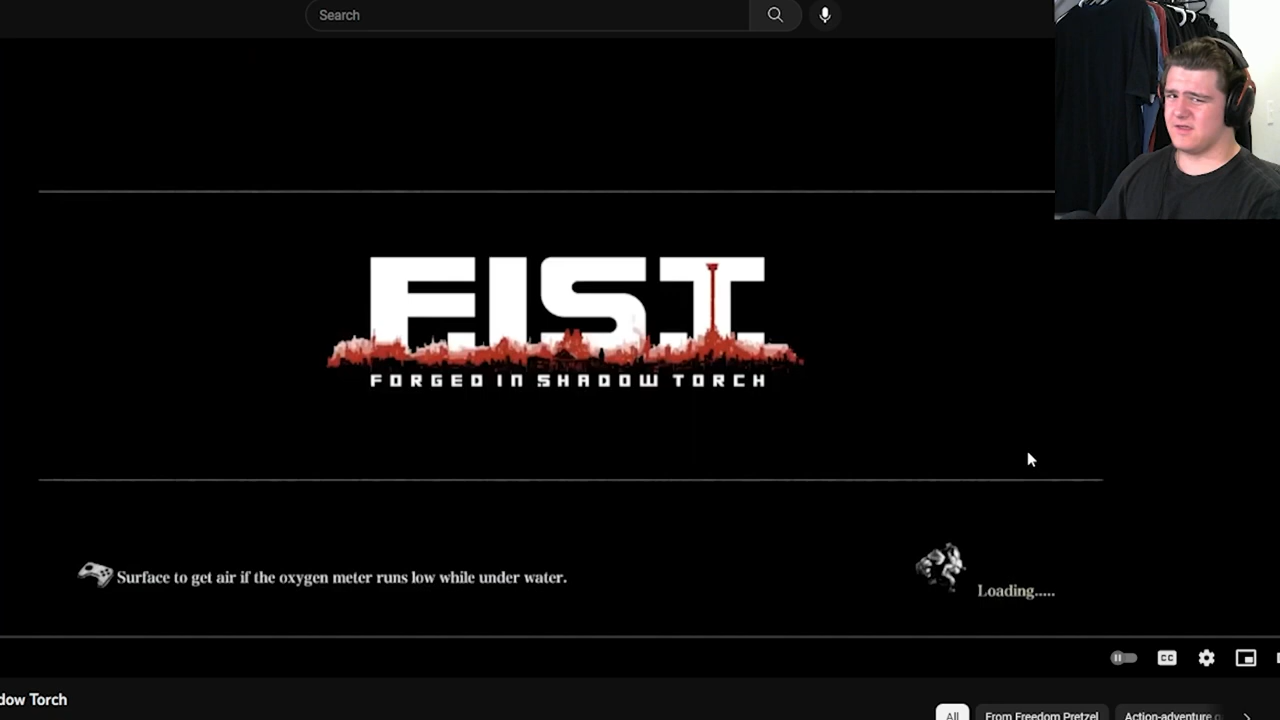 Search
FIST
FORGED IN SHADOW TORCH
Surface to get air if the oxygen meter runs low while under water.
Loading.....
CC
dow Torch
All
From Freedom Pretzel
Action-adventure